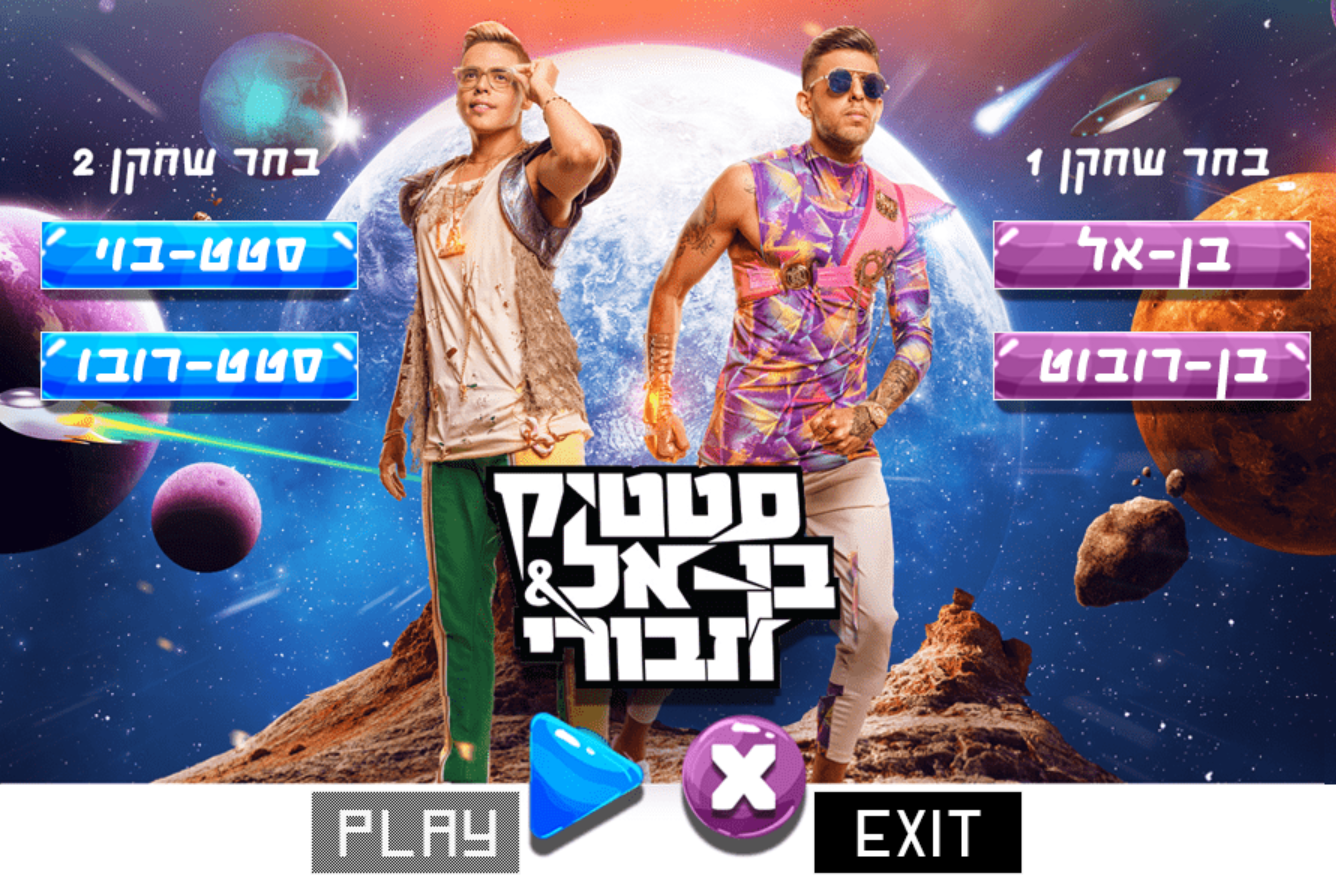 בחר שחקן 1
בן-אל
בן-רובוט
בחר שחקן 2
סטט-בוי
סטט-רובו
סטטיק
בן-אל &
תבורי
PLAY
X
EXIT